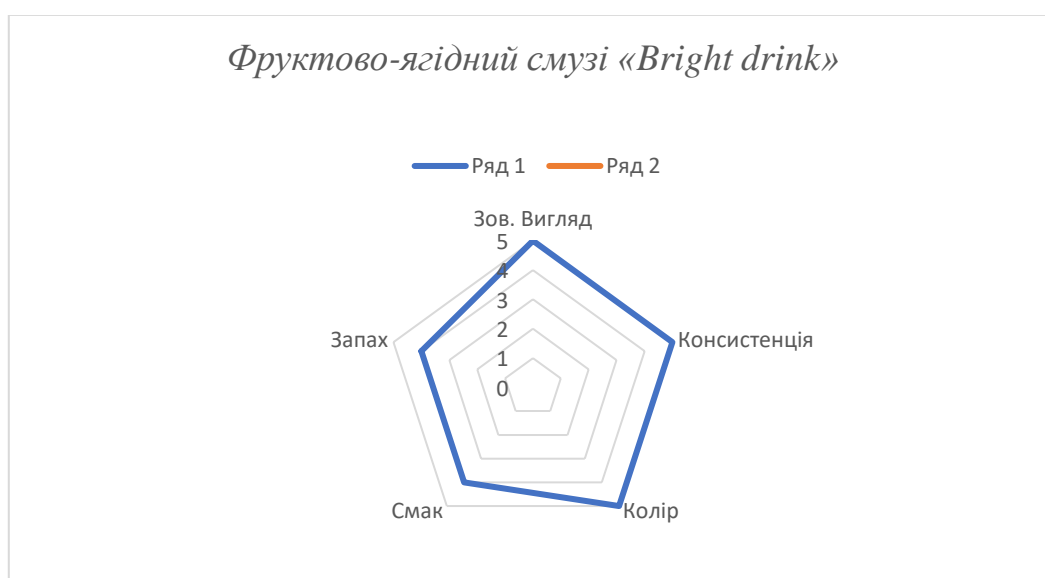 Фруктово-ягідний смузі «Bright drink»
Ряд 1 Ряд 2
Зов. Вигляд
5
4
3
2
1
0
Запах
Консистенція
Смак
Колір